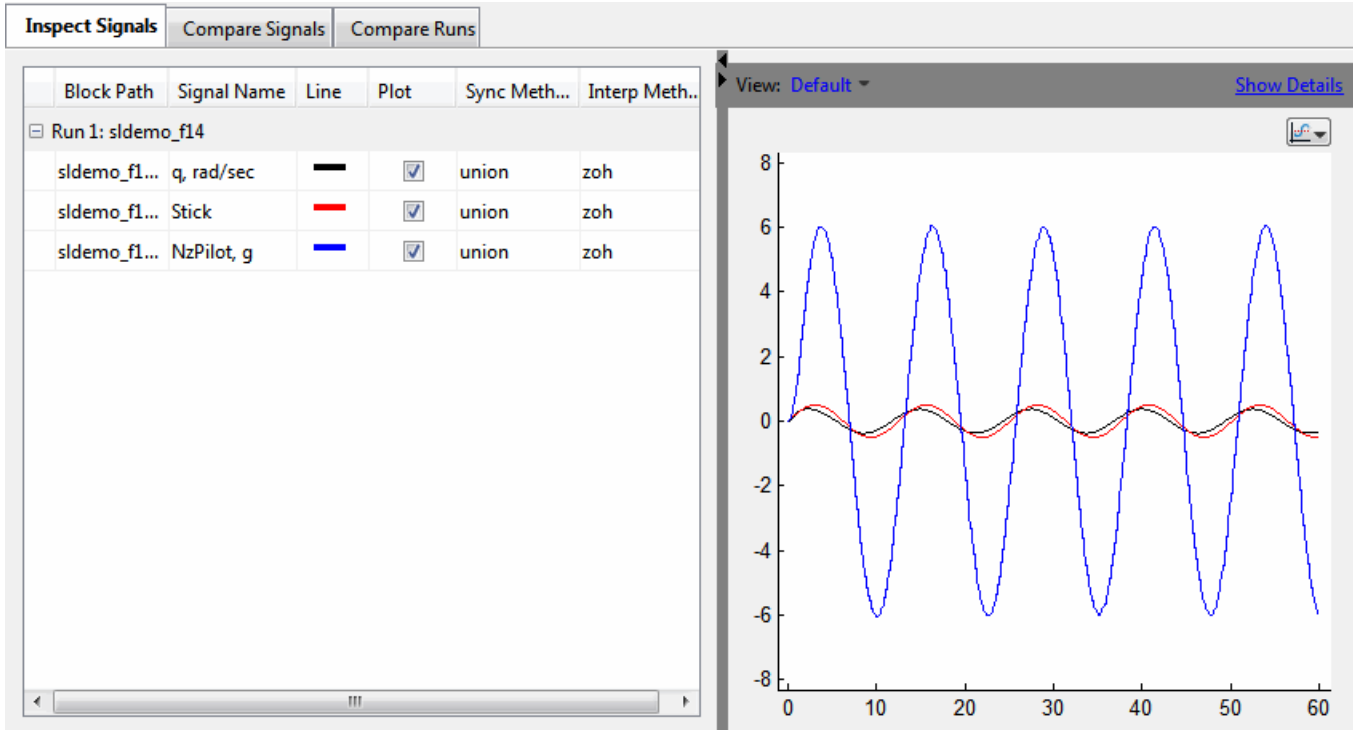 Inspect Signals Compare Signals Compare Runs
Block Path Signal Name Line Plot Sync Meth... Interp Meth...
Run 1: sldemo_f14
sldemo_f1... q, rad/sec union zoh
sldemo_f1... Stick union zoh
sldemo_f1... NzPilot, g union zoh
View: Default Show Details
8
6
4
2
0
-2
-4
-6
-8
0 10 20 30 40 50 60